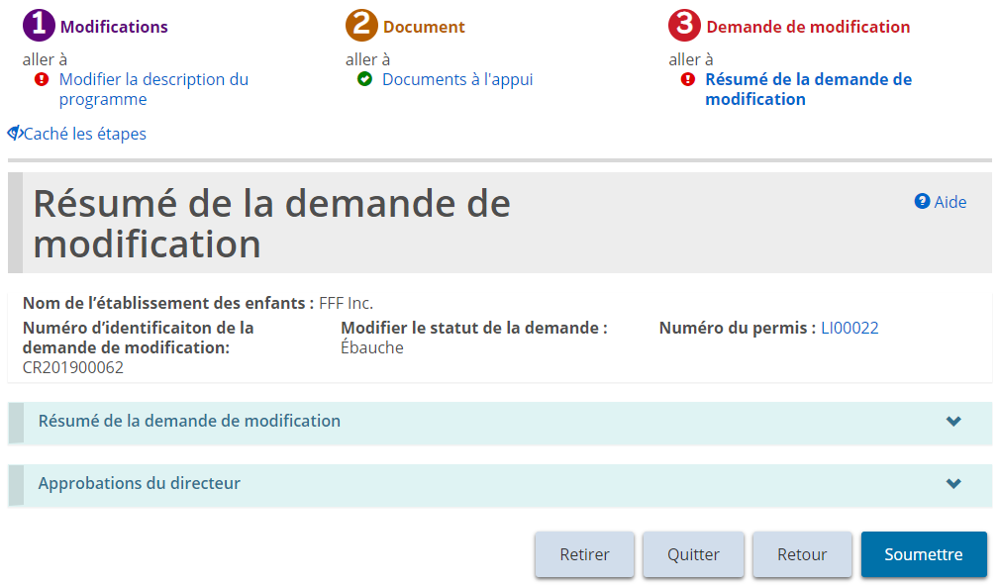 1 Modifications
aller à
Modifier la description du
programme
2 Document
aller à
Documents à l'appui
3 Demande de modification
aller à
Résumé de la demande de
modification
Caché les étapes
Résumé de la demande de
modification
Aide
Nom de l’établissement des enfants : FFF Inc.
Numéro d’identificaiton de la
demande de modification:
CR201900062
Modifier le statut de la demande :
Ébauche
Numéro du permis : LI00022
Résumé de la demande de modification
Approbations du directeur
Retirer
Quitter
Retour
Soumettre